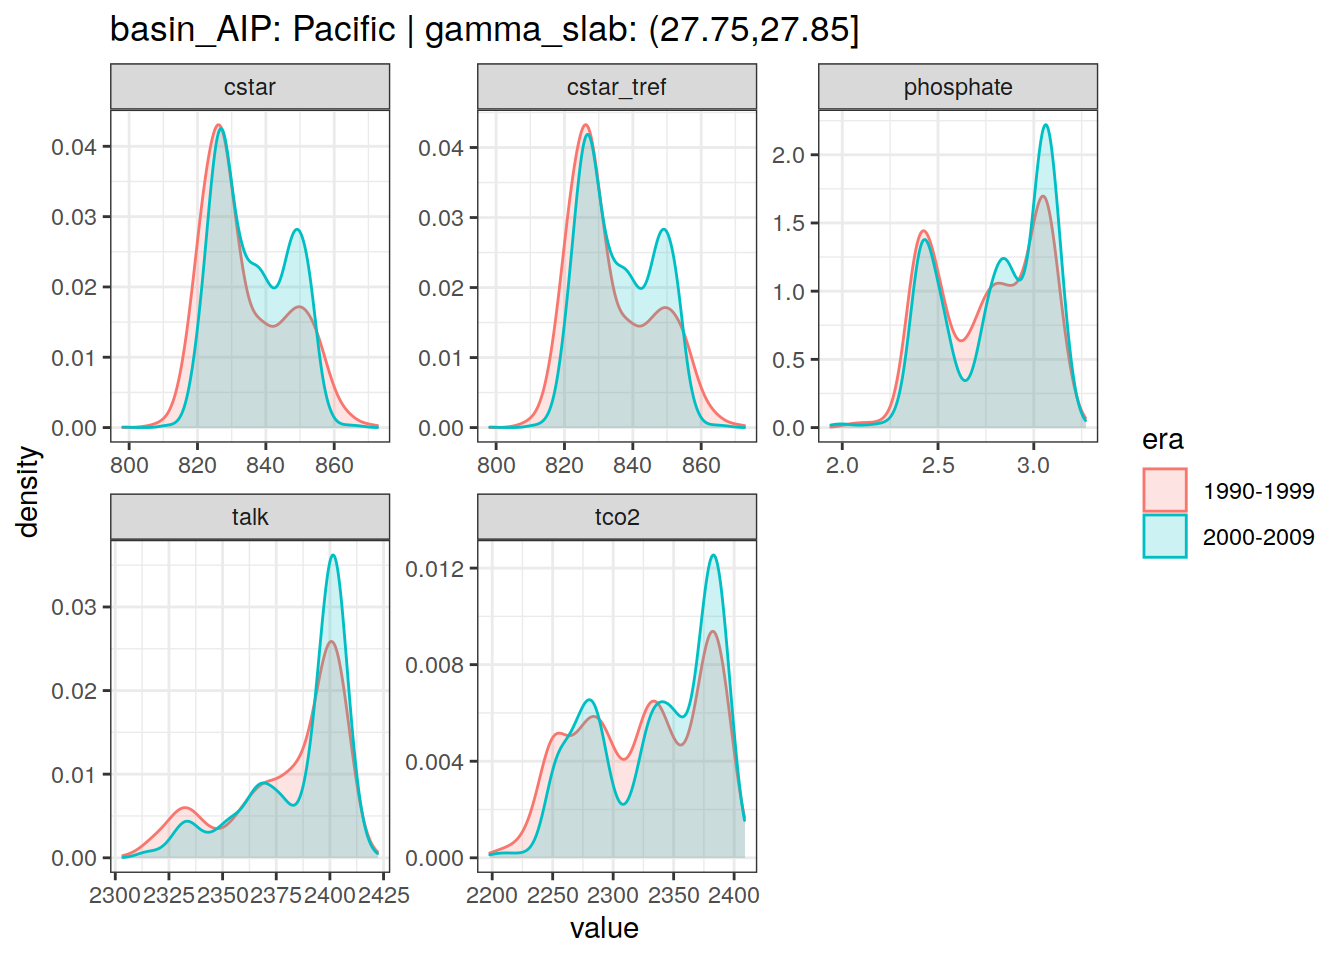 basin_AIP: Pacific | gamma_slab: (27.75,27.85]
cstar
cstar_tref
phosphate
0.04
0.03
0.02
0.01
0.00
800 820 840 860
0.04
0.03
0.02
0.01
0.00
800 820 840 860
2.0
1.5
1.0
0.5
0.0
2.0 2.5 3.0
density
talk
tco2
0.03
0.02
0.01
0.00
2300 2325 2350 2375 2400 2425
0.012
0.008
0.004
0.000
2200 2250 2300 2350 2400
value
era
1990-1999
2000-2009